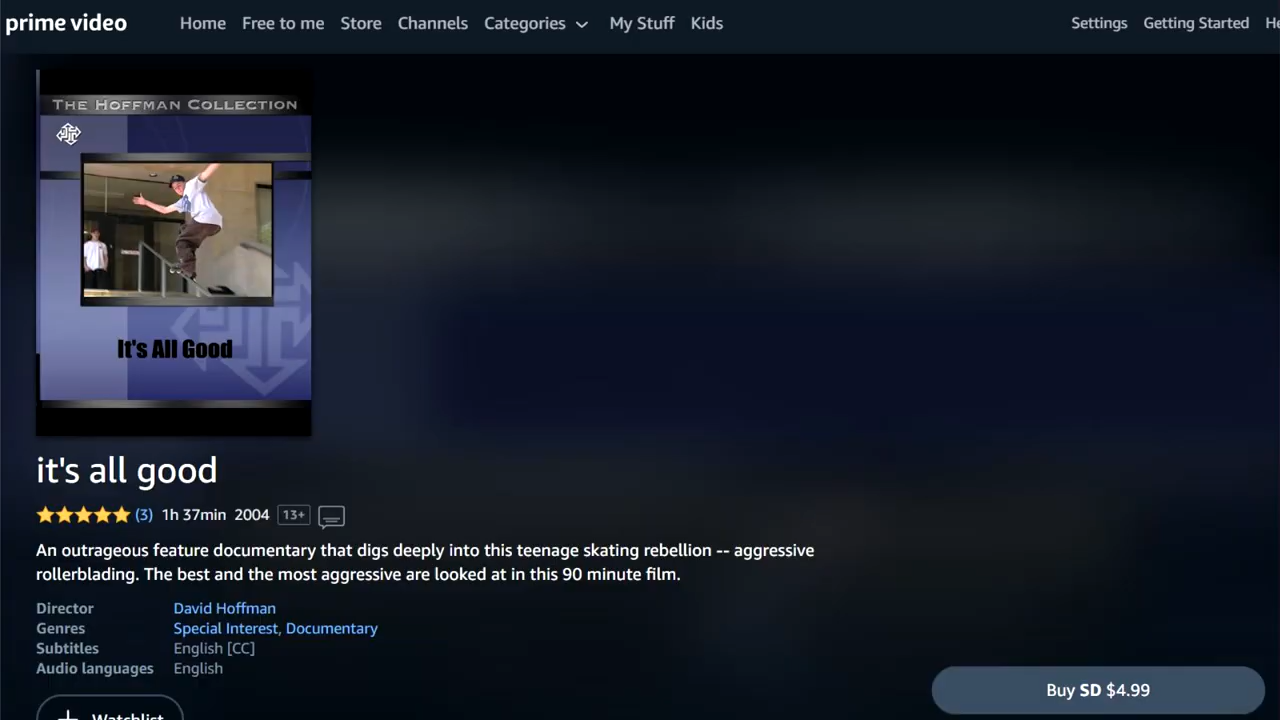 prime video Home Free to me Store Channels Categories My Stuff Kids Settings Getting Started
THE HOFFMAN COLLECTION
It's All Good
it's all good
(3) 1h 37min 2004 13+
An outrageous feature documentary that digs deeply into this teenage skating rebellion -- aggressive
rollerblading. The best and the most aggressive are looked at in this 90 minute film.
Director David Hoffman
Genres Special Interest, Documentary
Subtitles English [CC]
Audio languages English
Buy SD $4.99
Watchlist